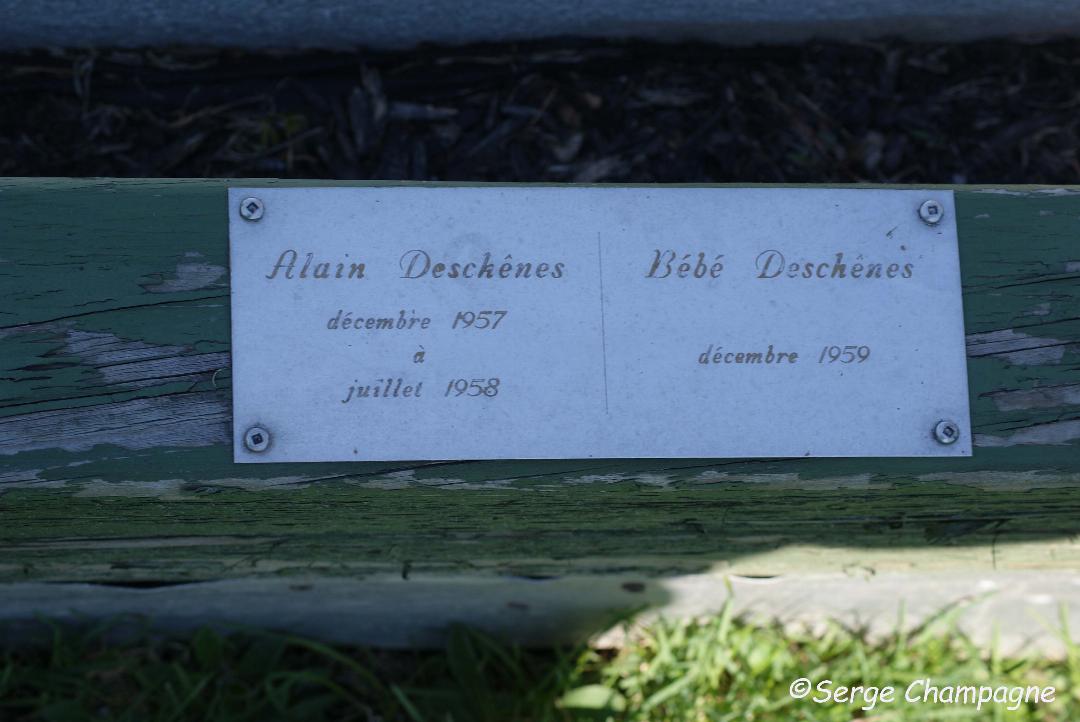 Alain Deschênes
décembre 1957
à
juillet 1958
Bébé Deschênes
décembre 1959
©Serge Champagne